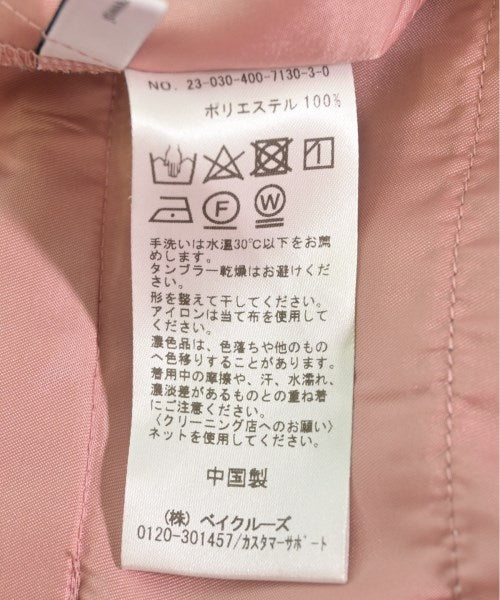 NO. 23-030-400-7130-3-0
ポリエステル 100%
F
W
手洗いは水温30℃以下をお薦
めします。
タンブラー乾燥はお避けくださ
い。
形を整えて干してください。
アイロンは当て布を使用して
ください。
濃色品は、色落ちや他のもの
へ色移りすることがあります。
着用中の摩擦や、汗、水濡れ、
濃淡差があるものとの重ね着
にご注意ください。
〈クリーニング店へのお願い〉
ネットを使用してください。
中国製
(株) ベイクルーズ
0120-301457/カスタマーサポート